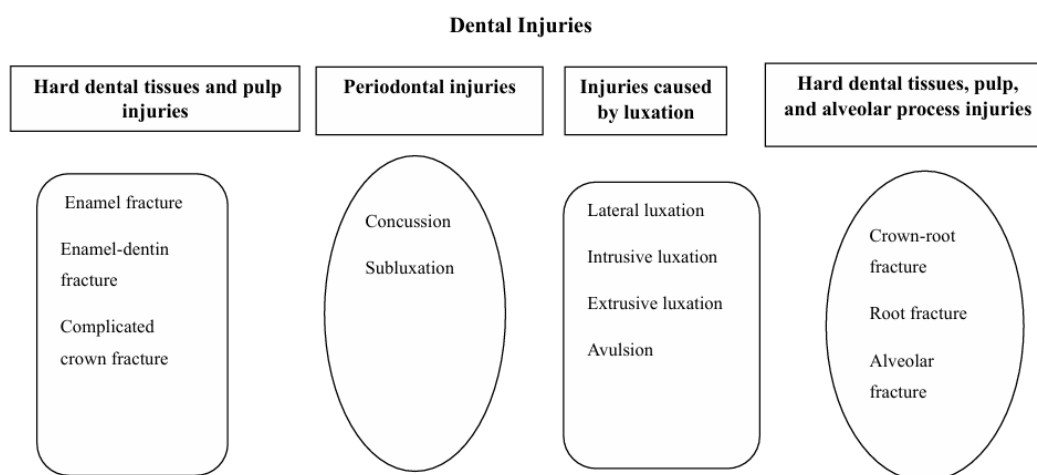 Dental Injuries
Hard dental tissues and pulp
injuries
Periodontal injuries
Injuries caused
by luxation
Hard dental tissues, pulp,
and alveolar process injuries
Enamel fracture
Enamel-dentin
fracture
Complicated
crown fracture
Concussion
Subluxation
Lateral luxation
Intrusive luxation
Extrusive luxation
Avulsion
Crown-root
fracture
Root fracture
Alveolar
fracture